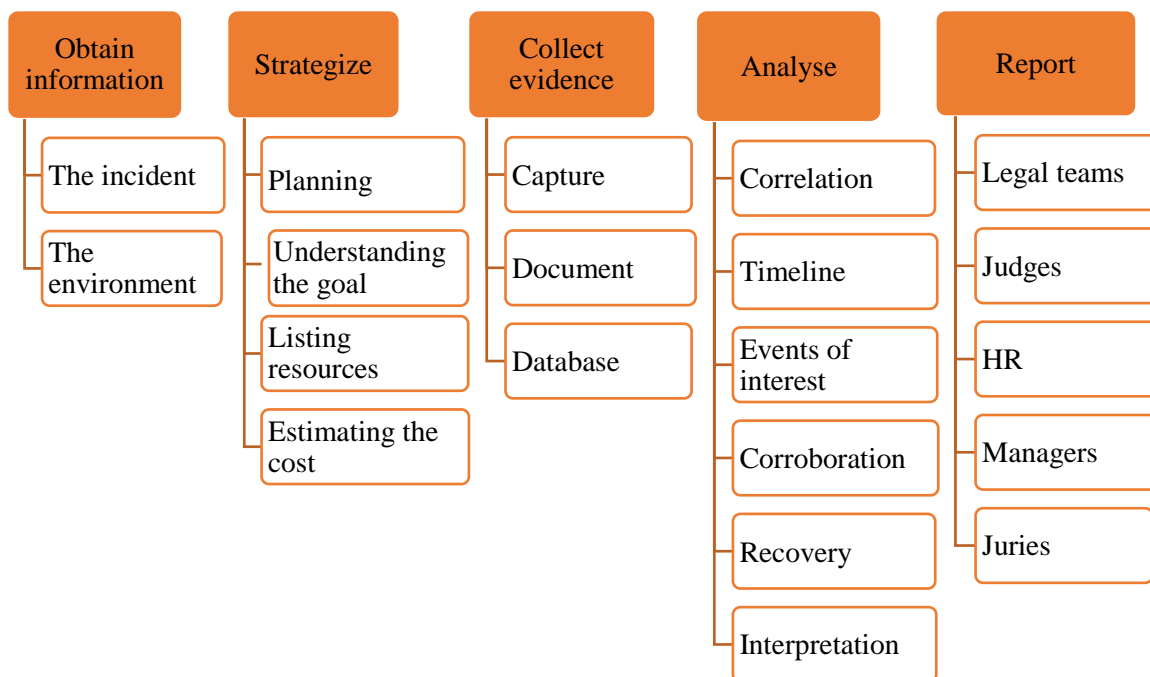 Obtain
information
The incident
The
environment
Strategize
Planning
Understanding
the goal
Listing
resources
Estimating the
cost
Collect
evidence
Capture
Document
Database
Analyse
Correlation
Timeline
Events of
interest
Corroboration
Recovery
Interpretation
Report
Legal teams
Judges
HR
Managers
Juries